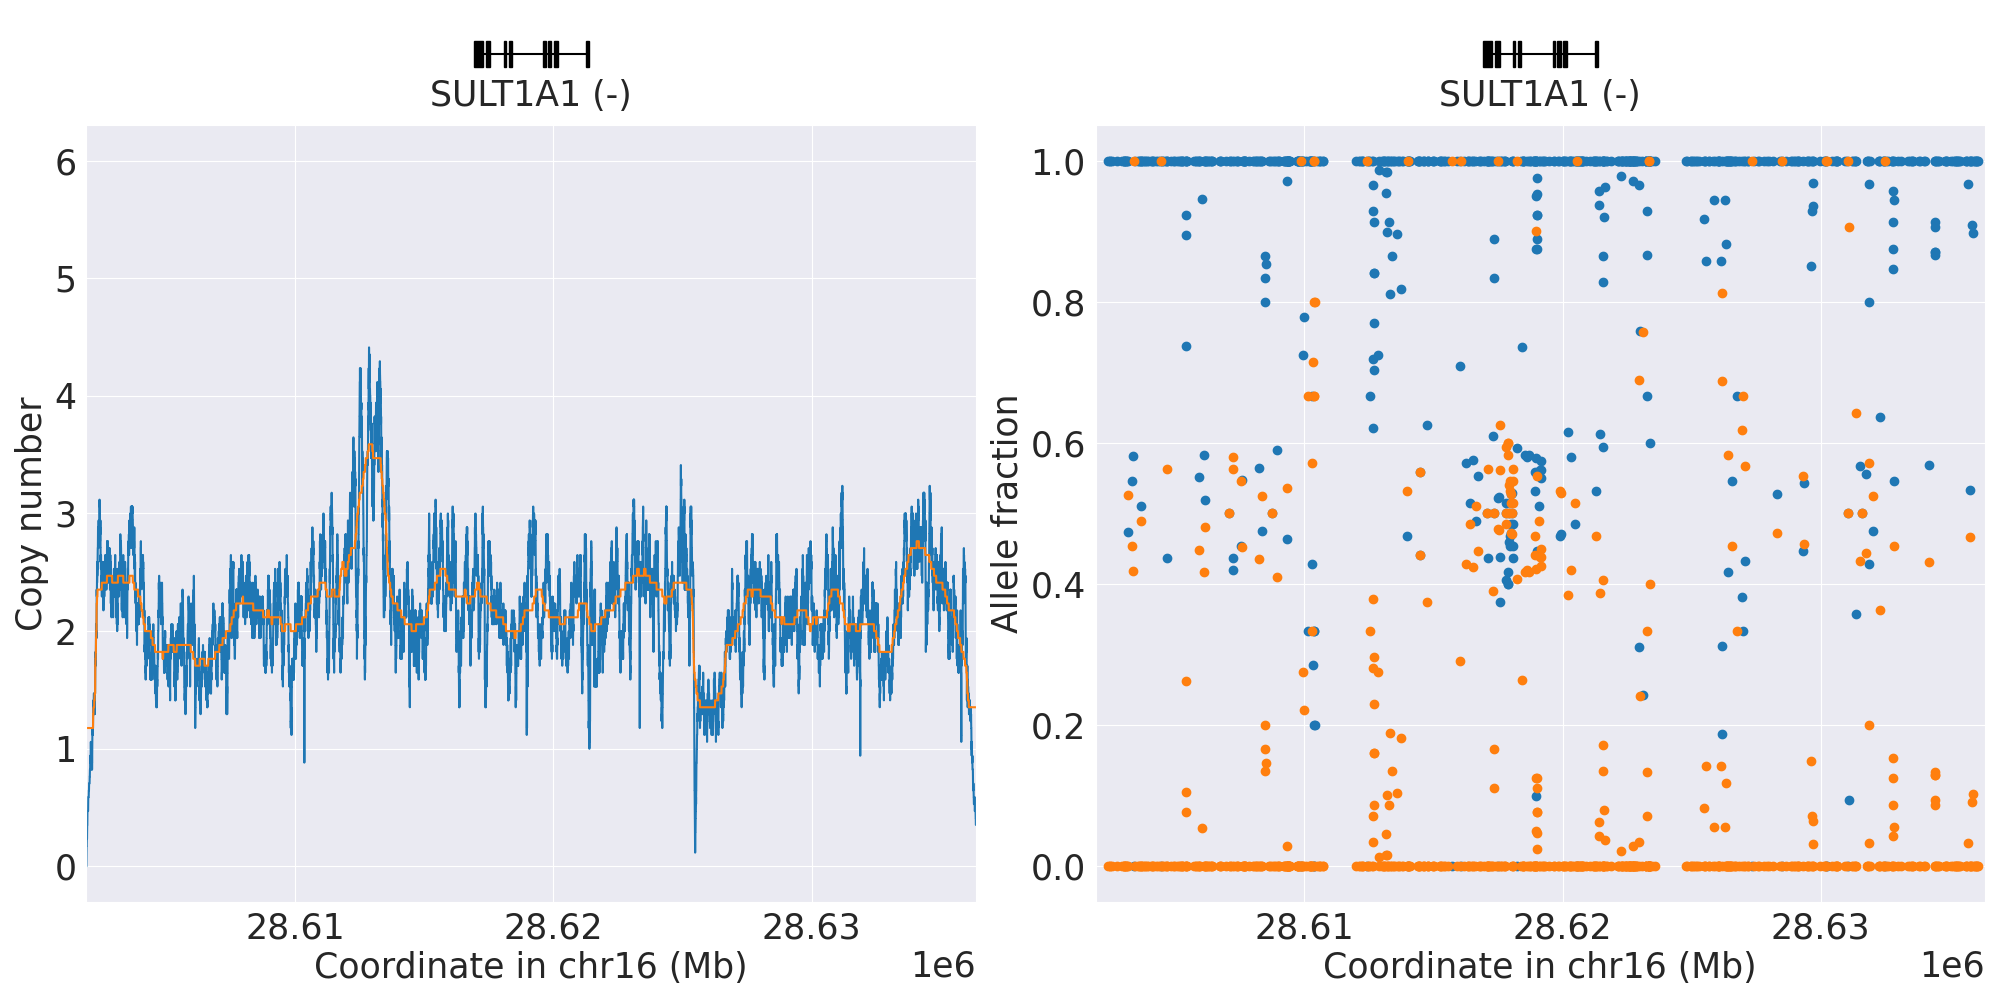 SULT1A1 (-)
Copy number
6
5
4
3
2
1
0
28.61
28.62
28.63
Coordinate in chr16 (Mb)
1e6
SULT1A1 (-)
Allele fraction
1.0
0.8
0.6
0.4
0.2
0.0
28.61
28.62
28.63
Coordinate in chr16 (Mb)
1e6